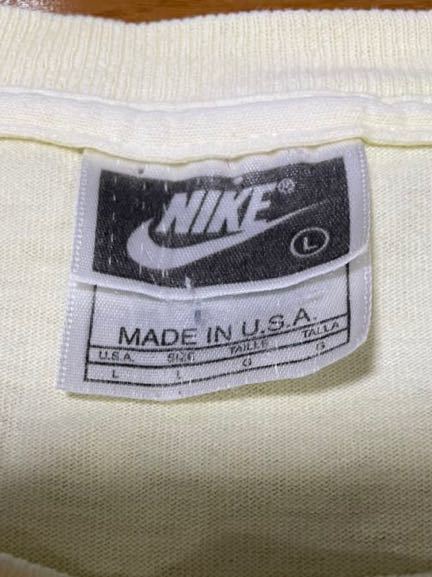 NIKE®
L
MADE IN U.S.A.
U.S.A. SIZE TAILLE TALLA
L L G G